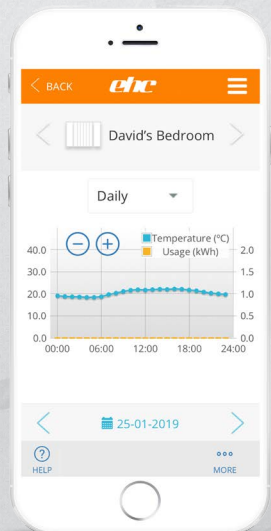 BACK ehc
David's Bedroom
Daily
Temperature (ºC)
Usage (kWh)
40.0 2.0
30.0 1.5
20.0 1.0
10.0 0.5
0.0 0.0
00:00 06:00 12:00 18:00 24:00
25-01-2019
? 
HELP MORE